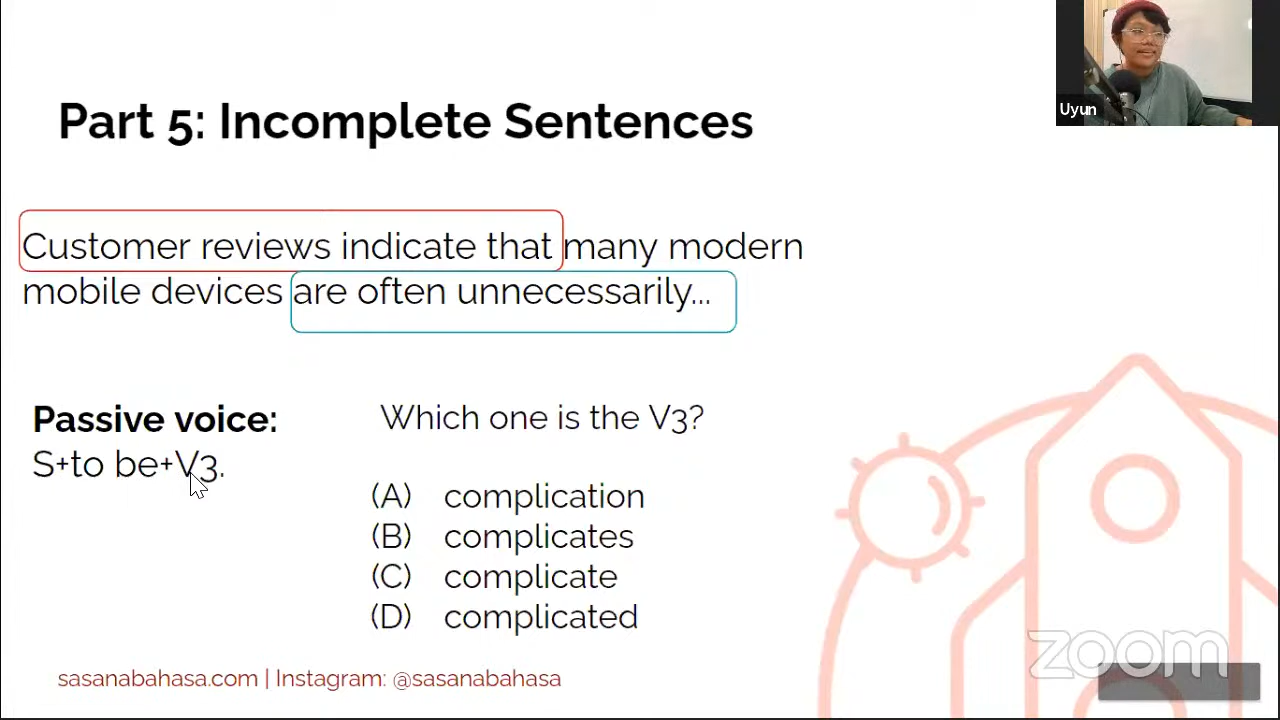 Uyun
Part 5: Incomplete Sentences
Customer reviews indicate that many modern
mobile devices are often unnecessarily...
Passive voice:
S+to be+V3.
Which one is the V3?
(A) complication
(B) complicates
(C) complicate
(D) complicated
sasanabahasa.com | Instagram: @sasanabahasa
zoom